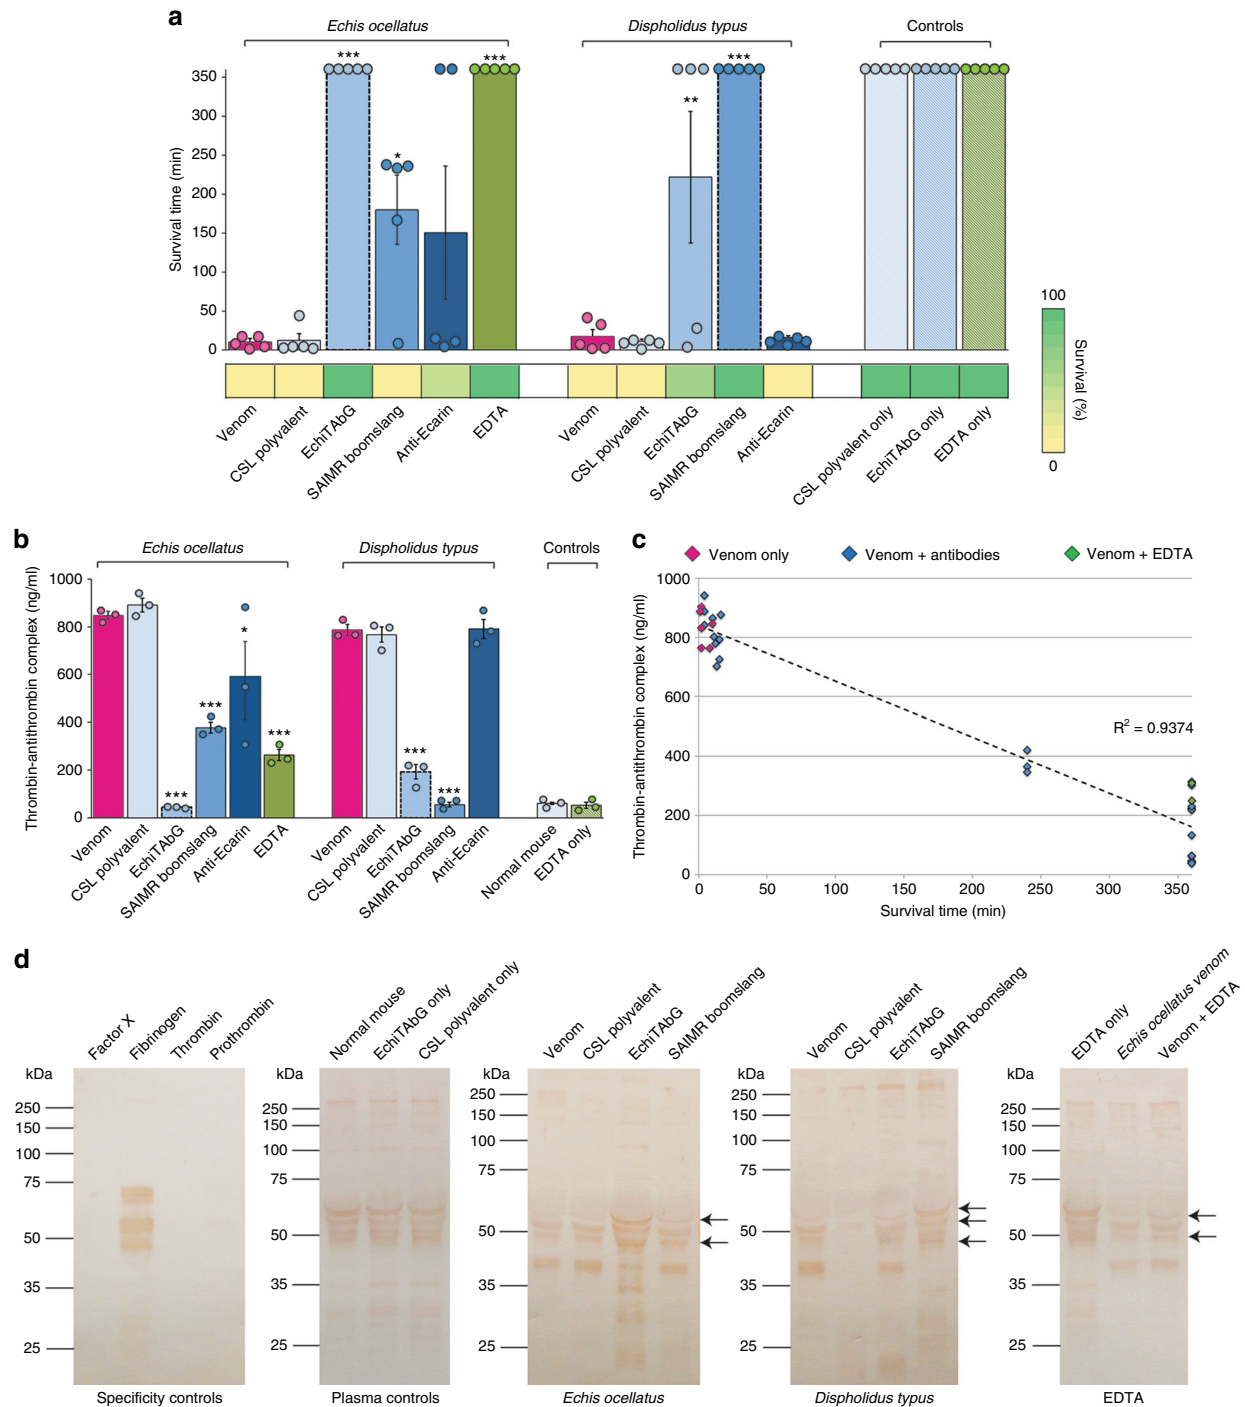 a
Echis ocellatus
Dispholidus typus
Controls
Survival time (min)
350
300
250
200
150
100
50
0
***
*
***
**
***
Venom
CSL polyvalent
EchiTAbG
SAIMR boomslang
Anti-Ecarin
EDTA
Venom
CSL polyvalent
EchiTAbG
SAIMR boomslang
Anti-Ecarin
CSL polyvalent only
EchiTAbG only
EDTA only
100
Survival (%)
0
b
Echis ocellatus
Dispholidus typus
Controls
Thrombin-antithrombin complex (ng/ml)
1000
800
600
400
200
0
***
***
*
***
***
***
Venom
CSL polyvalent
EchiTAbG
SAIMR boomslang
Anti-Ecarin
EDTA
Venom
CSL polyvalent
EchiTAbG
SAIMR boomslang
Anti-Ecarin
Normal mouse
EDTA only
c
Venom only
Venom + antibodies
Venom + EDTA
Thrombin-antithrombin complex (ng/ml)
1000
800
600
400
200
0
R² = 0.9374
0 50 100 150 200 250 300 350
Survival time (min)
d
Factor X
Fibrinogen
Thrombin
Prothrombin
kDa
250
150
100
75
50
35
25
Specificity controls
Normal mouse
EchiTAbG only
CSL polyvalent only
kDa
250
150
100
75
50
35
25
Plasma controls
Venom
CSL polyvalent
EchiTAbG
SAIMR boomslang
kDa
250
150
100
75
50
35
25
Echis ocellatus
Venom
CSL polyvalent
EchiTAbG
SAIMR boomslang
kDa
250
150
100
75
50
35
25
Dispholidus typus
EDTA only
Echis ocellatus venom
Venom + EDTA
kDa
250
150
100
75
50
35
25
EDTA